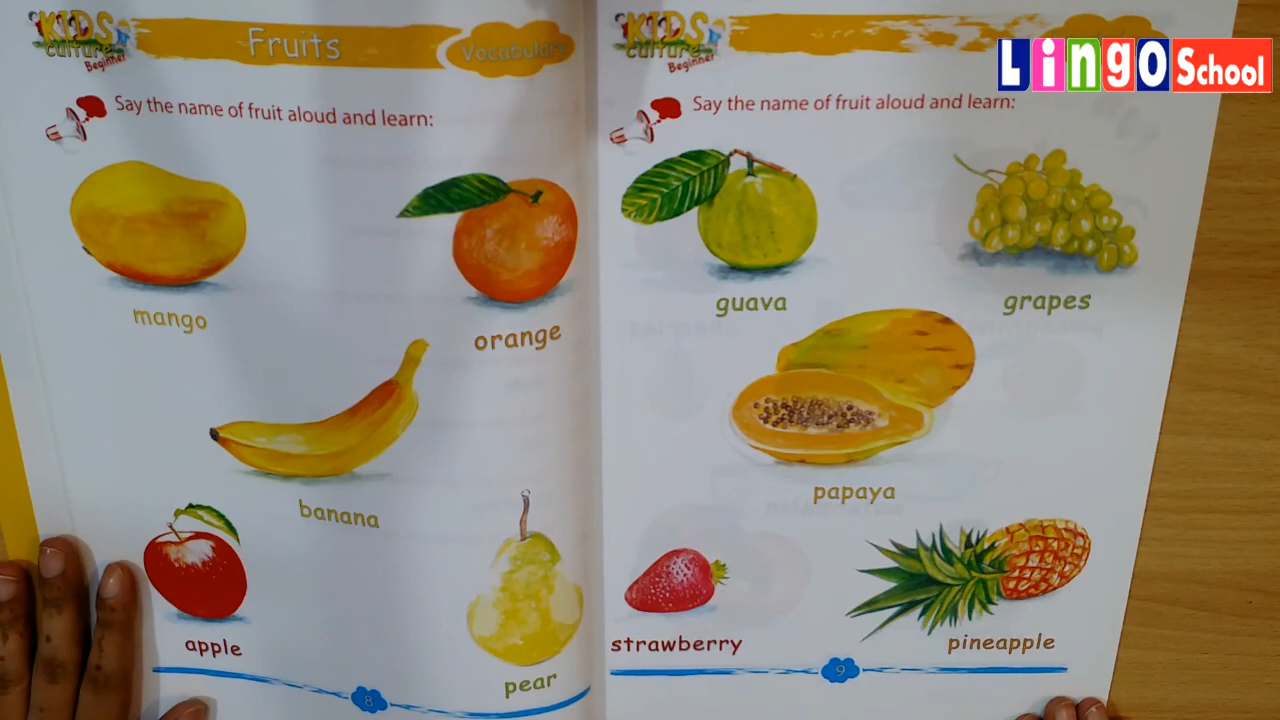 KIDS
culture
Beginner
Fruits
Vocabulary
Say the name of fruit aloud and learn:
mango
orange
banana
apple
pear
8
KIDS
culture
Beginner
Lingo School
Say the name of fruit aloud and learn:
guava
grapes
papaya
strawberry
pineapple
9